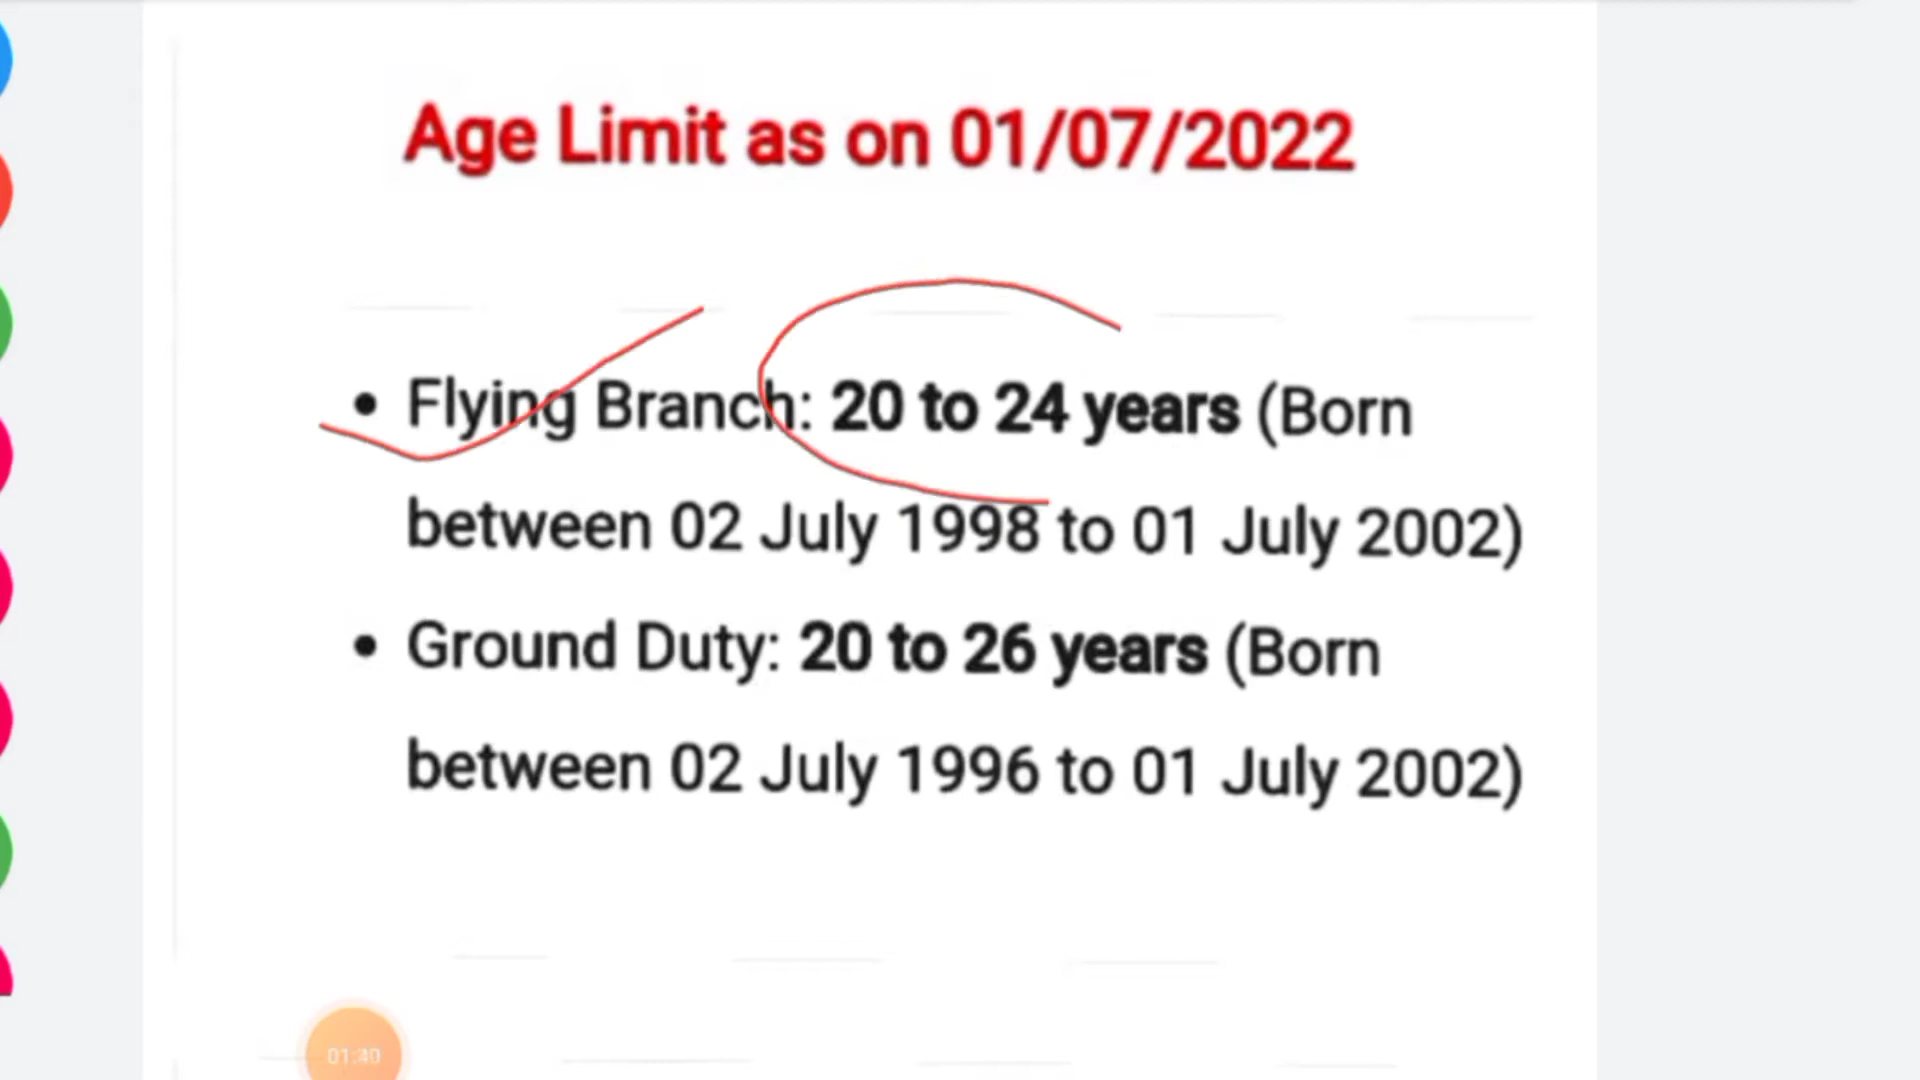 Age Limit as on 01/07/2022
• Flying Branch: 20 to 24 years (Born
between 02 July 1998 to 01 July 2002)
• Ground Duty: 20 to 26 years (Born
between 02 July 1996 to 01 July 2002)
01:40